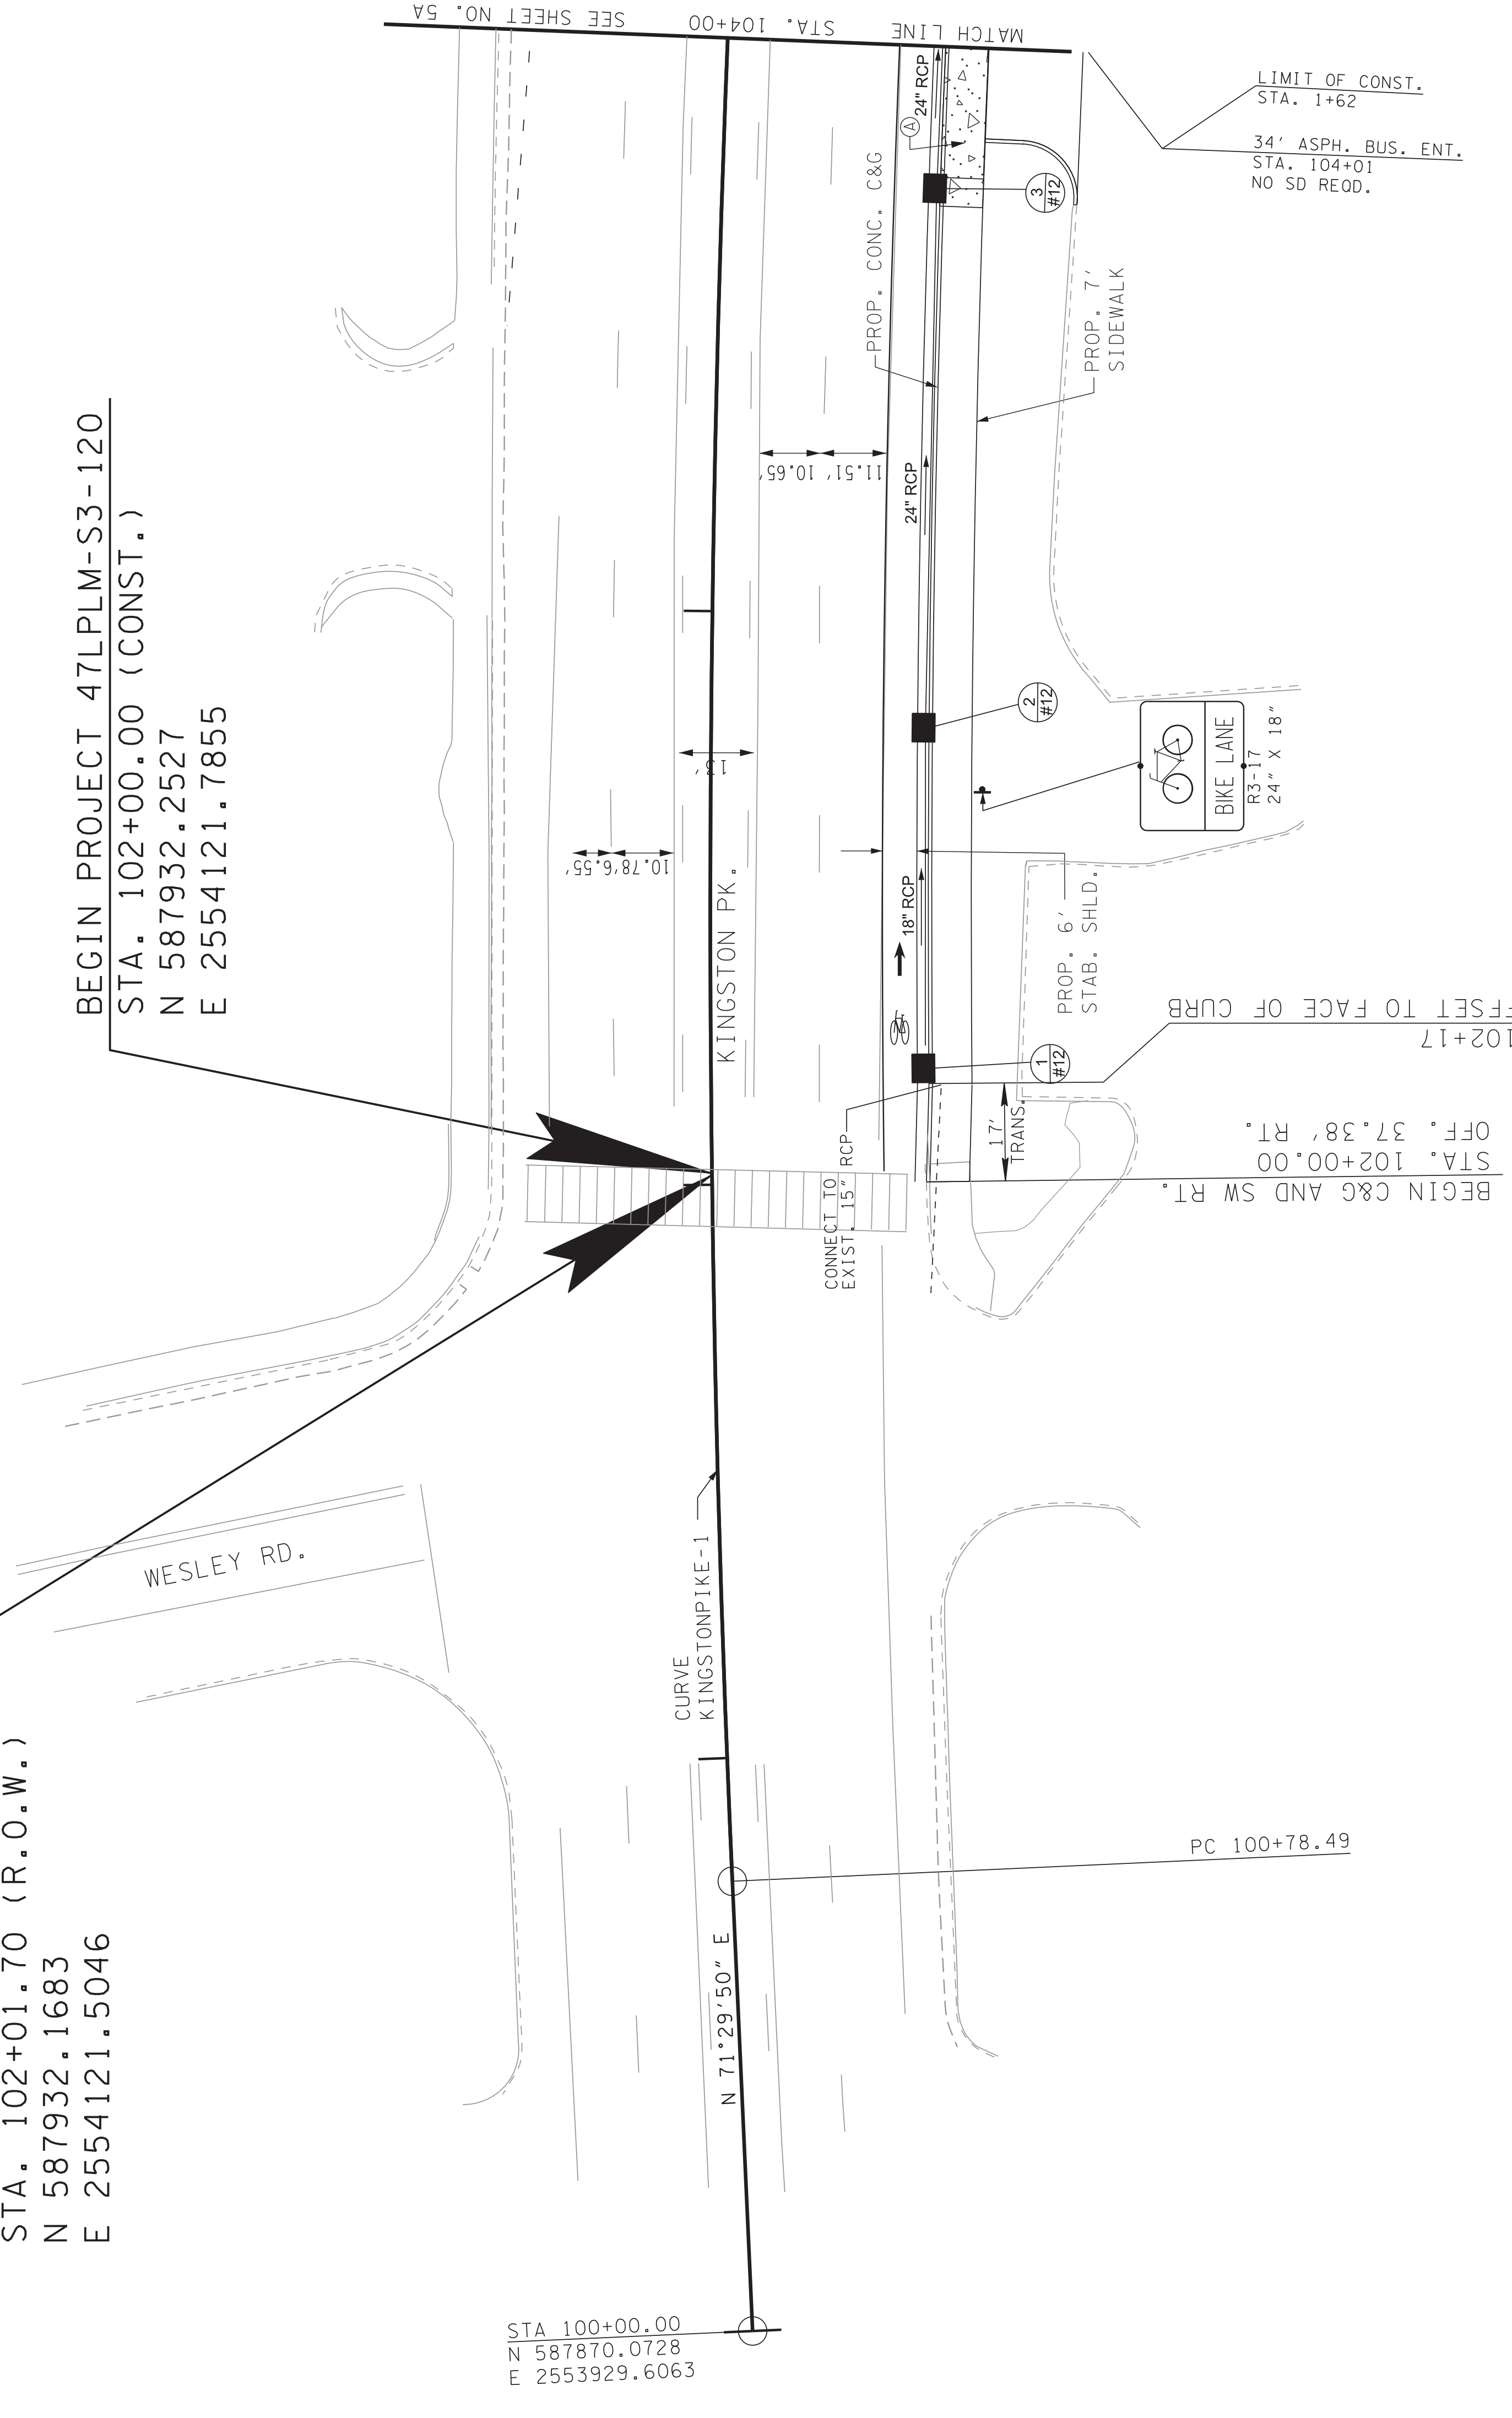 SEE SHEET NO. 5A
STA. 104+00
MATCH LINE
LIMIT OF CONST.
STA. 1+62
34' ASPH. BUS. ENT.
STA. 104+01
NO SD REQD.
24" RCP
A
3
#12
PROP. CONC. C&G
PROP. 7'
SIDEWALK
BEGIN PROJECT 47LPLM-S3-120
STA. 102+00.00 (CONST.)
N 587932.2527
E 2554121.7855
10.65'
11.51'
24" RCP
2
#12
13'
BIKE LANE
R3-17
24" X 18"
6.55'
10.78'
KINGSTON PK.
18" RCP
PROP. 6'
STAB. SHLD.
1
#12
OFFSET TO FACE OF CURB
102+17
17'
TRANS.
CONNECT TO
EXIST. 15" RCP
BEGIN C&G AND SW RT.
STA. 102+00.00
OFF. 37.38' RT.
WESLEY RD.
CURVE
KINGSTONPIKE-1
STA. 102+01.70 (R.O.W.)
N 587932.1683
E 2554121.5046
PC 100+78.49
N 71°29'50" E
STA 100+00.00
N 587870.0728
E 2553929.6063